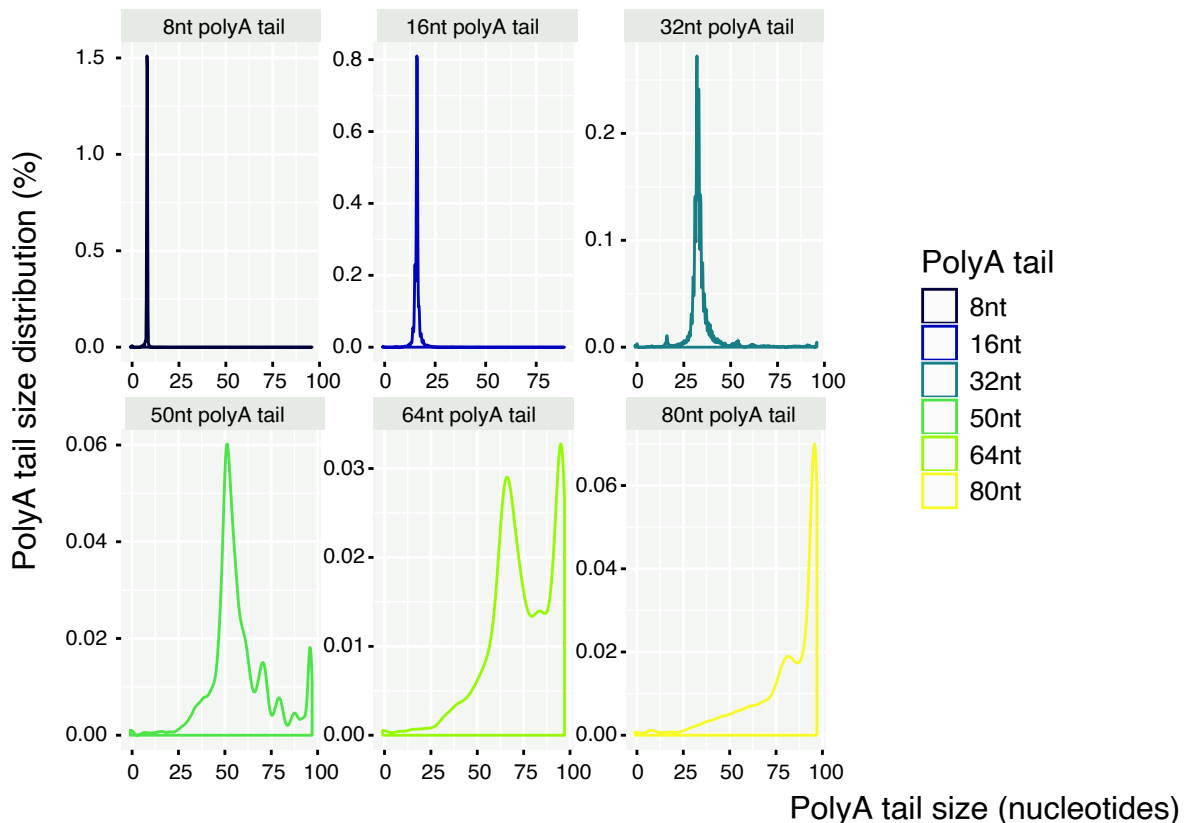 8nt polyA tail
16nt polyA tail
32nt polyA tail
1.5
1.0
0.5
0.0
0.8
0.6
0.4
0.2
0.0
0.2
0.1
0.0
0 25 50 75 100
0 25 50 75
0 25 50 75 100
50nt polyA tail
64nt polyA tail
80nt polyA tail
0.06
0.04
0.02
0.00
0.03
0.02
0.01
0.00
0.06
0.04
0.02
0.00
0 25 50 75 100
0 25 50 75 100
0 25 50 75 100
PolyA tail size distribution (%)
PolyA tail size (nucleotides)
PolyA tail
8nt
16nt
32nt
50nt
64nt
80nt